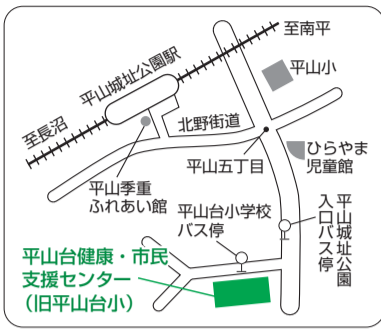 至南平
平山小
平山城址公園駅
至長沼
北野街道
ひらやま
児童館
平山五丁目
平山季重
ふれあい館
平山台小学校
バス停
平山城址公園
入口バス停
平山台健康・市民
支援センター
（旧平山台小）